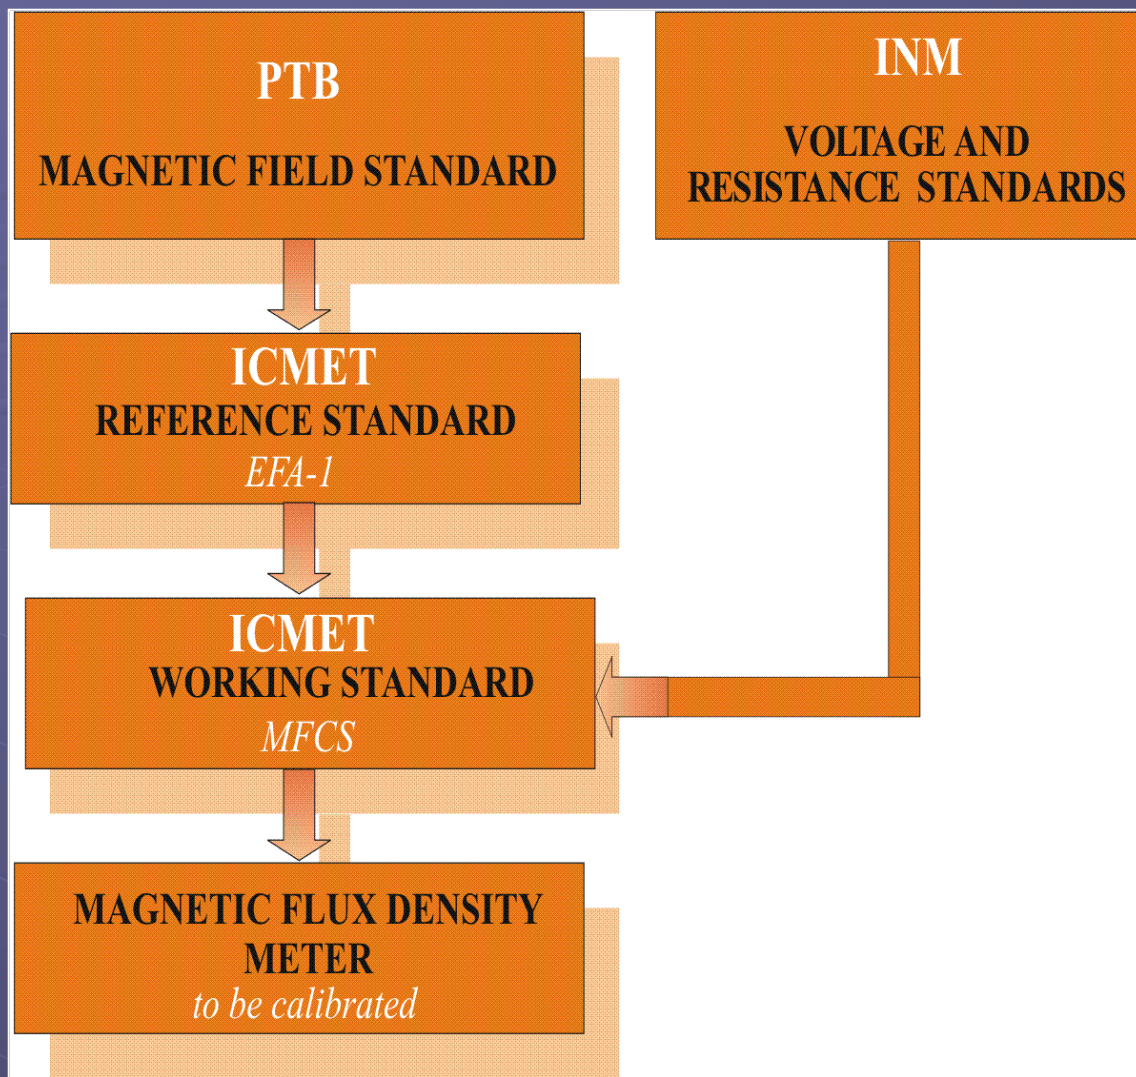 PTB
MAGNETIC FIELD STANDARD
INM
VOLTAGE AND
RESISTANCE STANDARDS
ICMET
REFERENCE STANDARD
EFA-1
ICMET
WORKING STANDARD
MFCS
MAGNETIC FLUX DENSITY
METER
to be calibrated